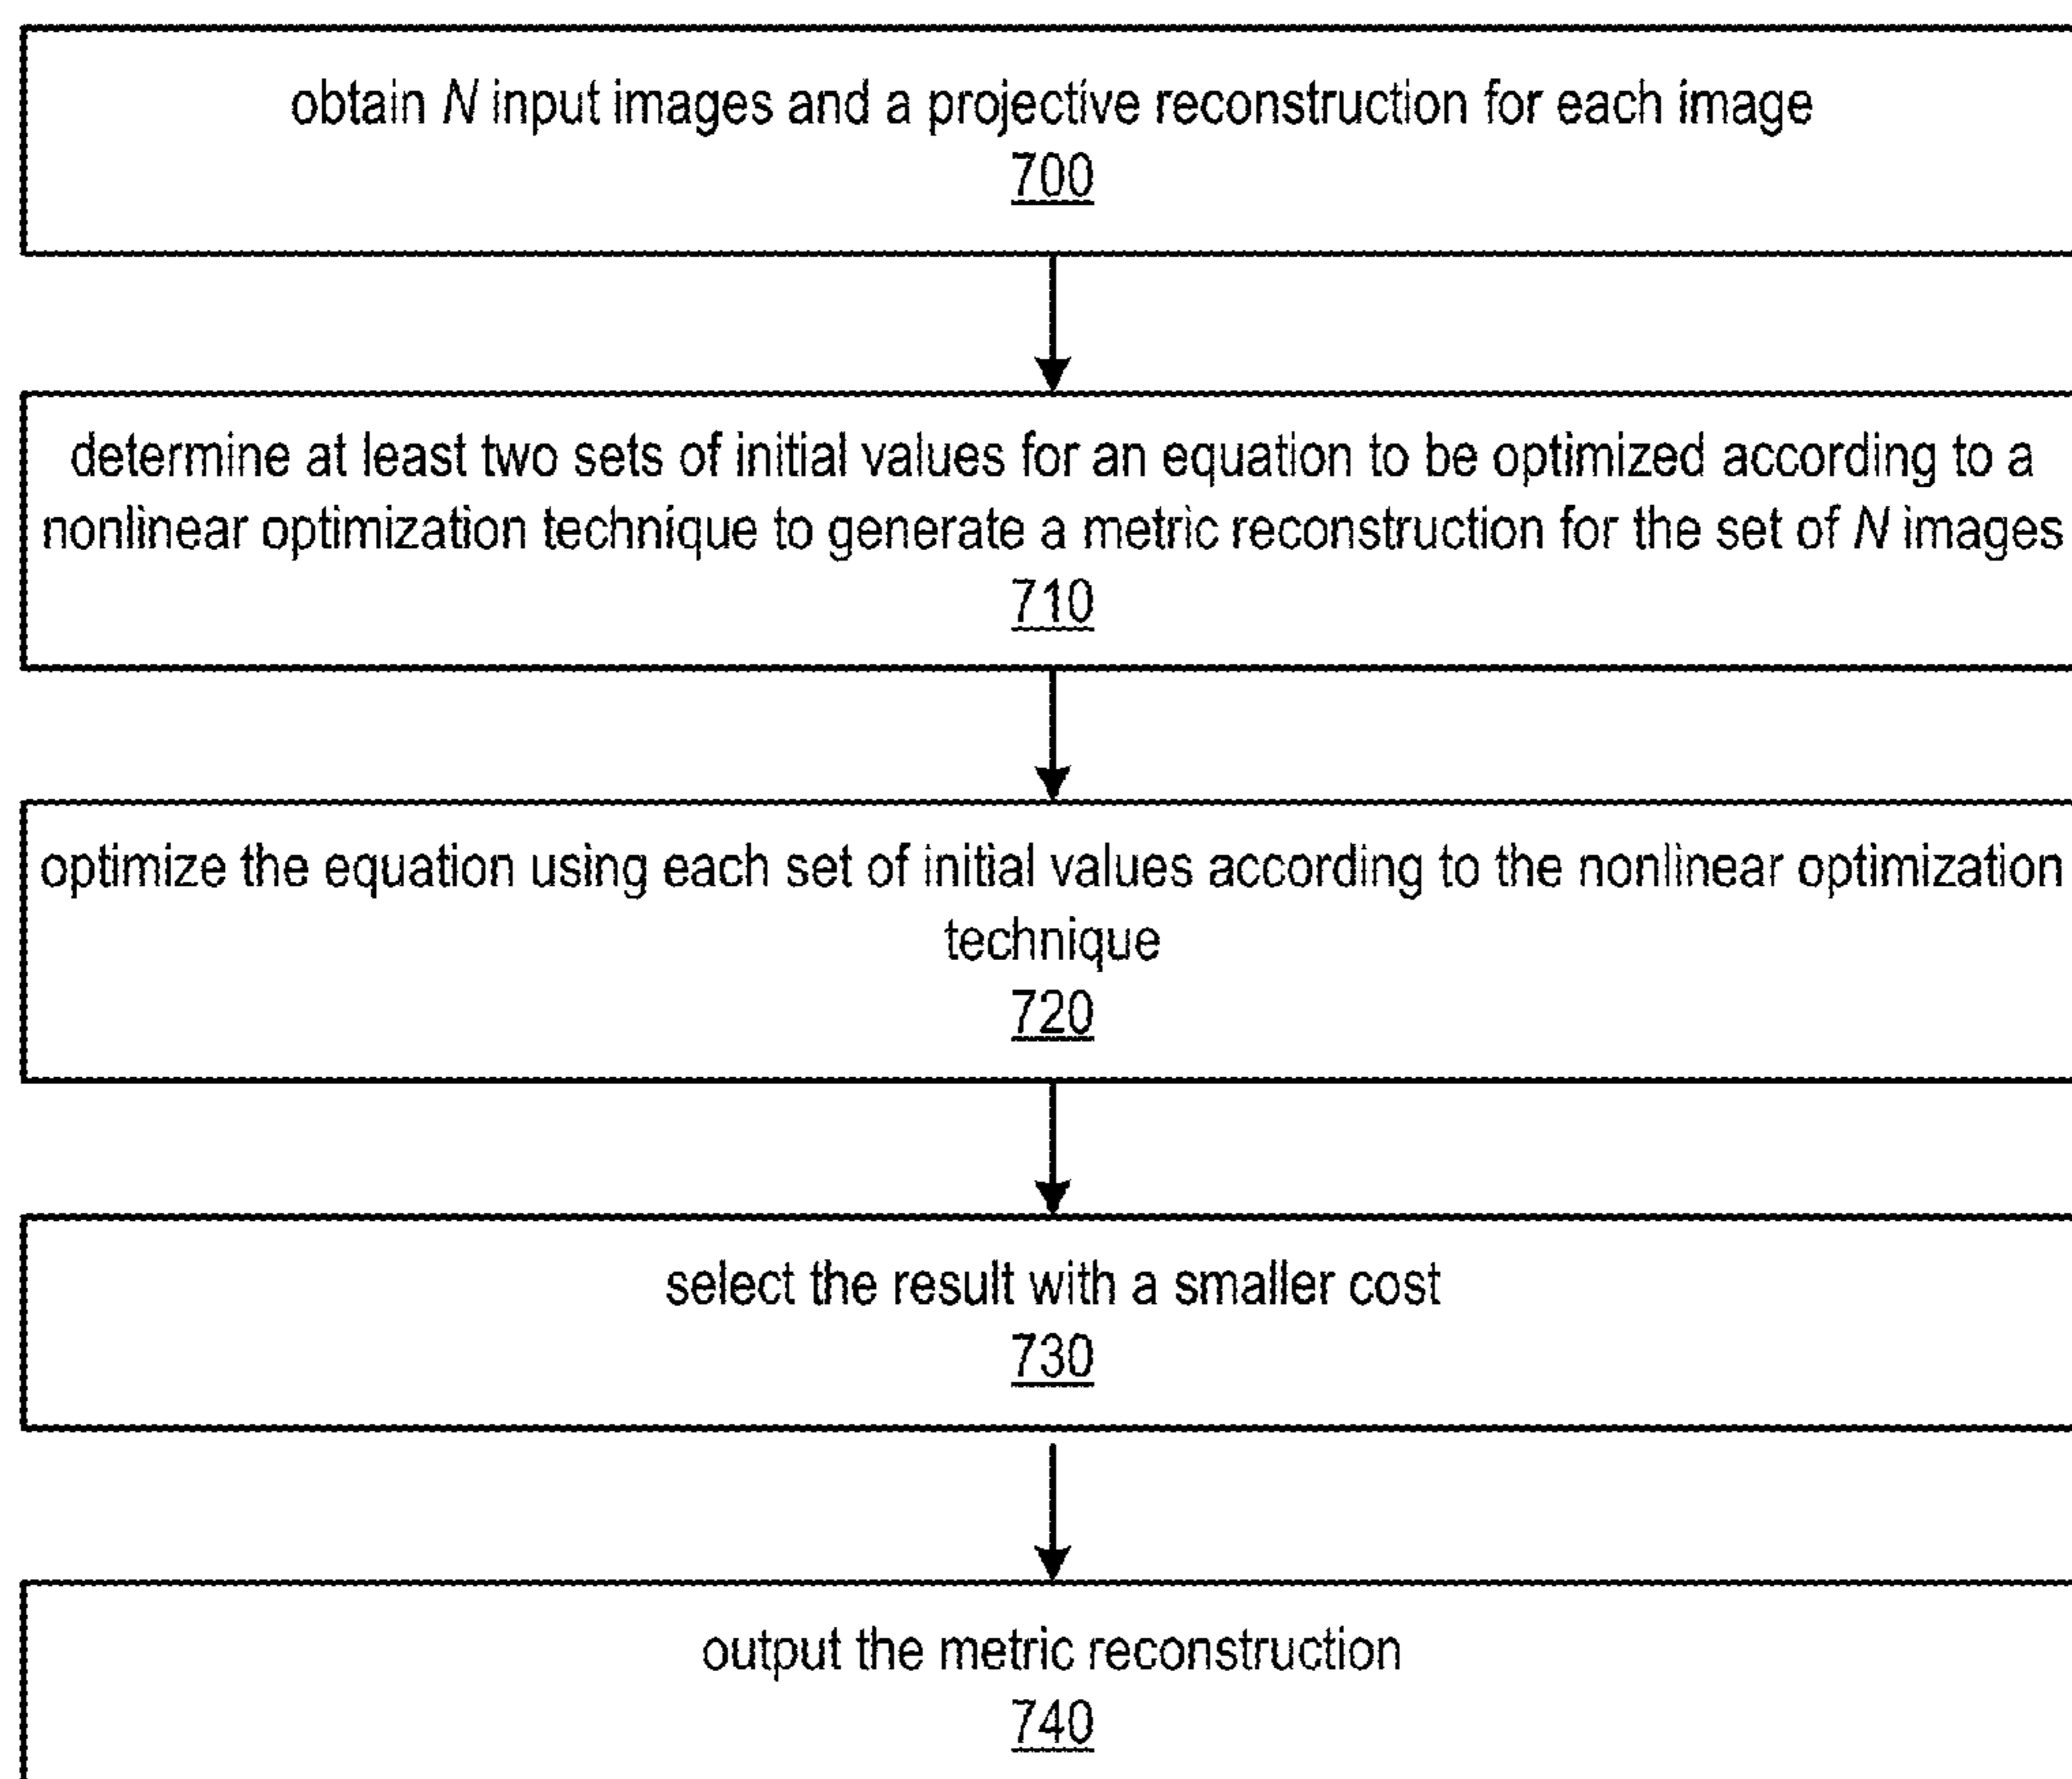 obtain N input images and a projective reconstruction for each image
700
determine at least two sets of initial values for an equation to be optimized according to a
nonlinear optimization technique to generate a metric reconstruction for the set of N images
710
optimize the equation using each set of initial values according to the nonlinear optimization
technique
720
select the result with a smaller cost
730
output the metric reconstruction
740